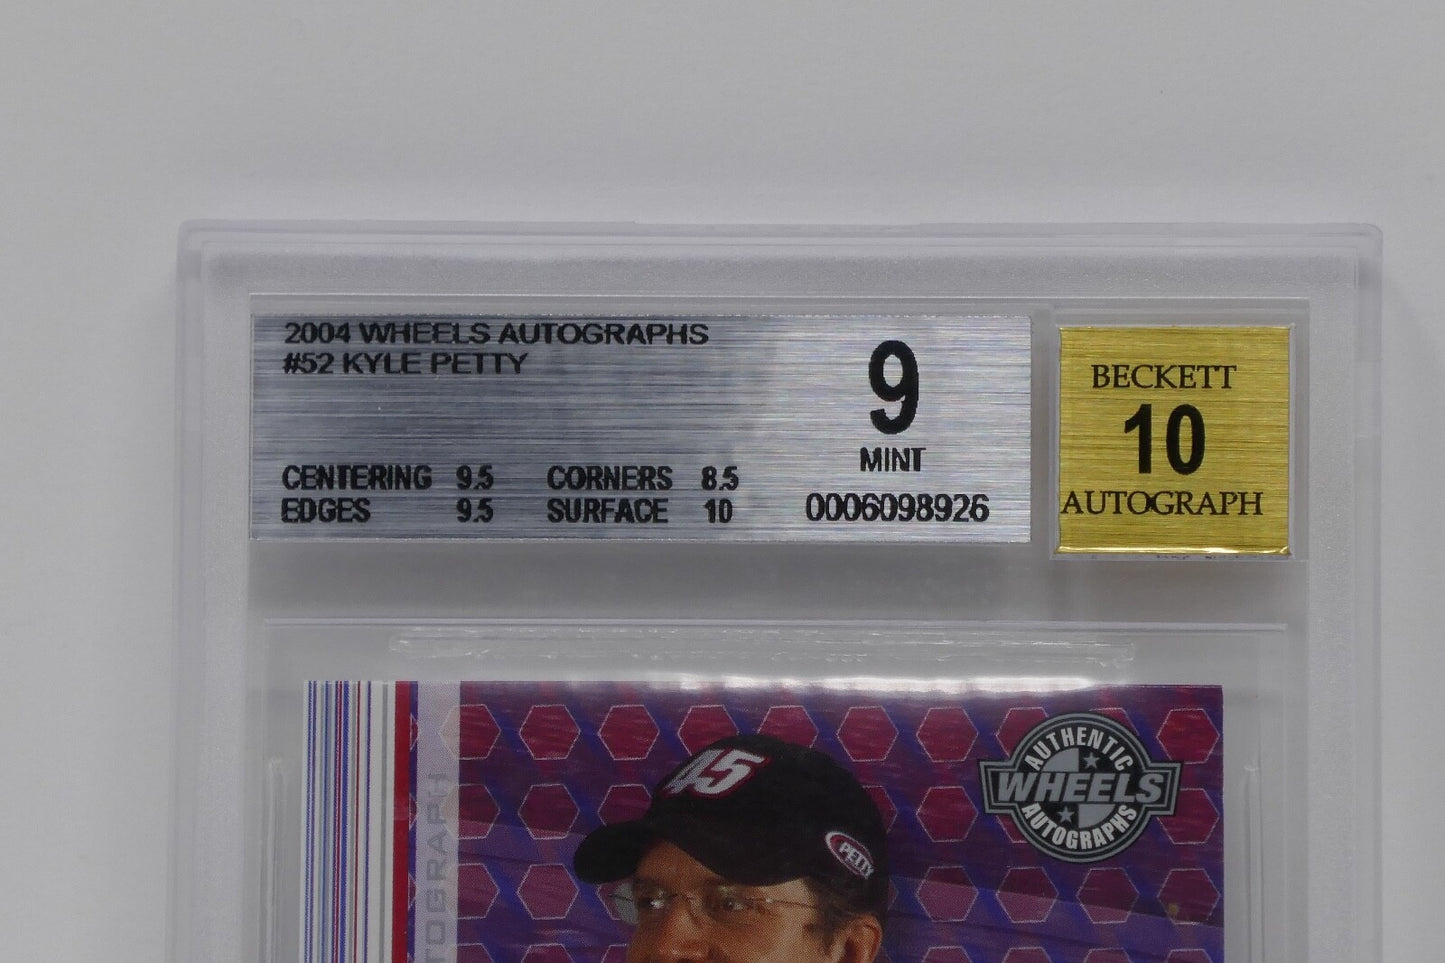 2004 WHEELS AUTOGRAPHS
#52 KYLE PETTY
9
MINT
CENTERING 9.5 CORNERS 8.5
EDGES 9.5 SURFACE 10
0006098926
BECKETT
10
AUTOGRAPH
AUTHENTIC
WHEELS
AUTOGRAPHS
45
PETTY
TOGRAPH